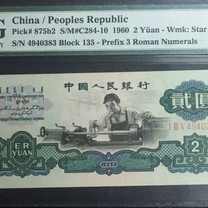 China / Peoples Republic
Pick# 875b2 S/M#C284-10 1960 2 Yüan - Wmk: Star
S/N 4940383 Block 135 - Prefix 3 Roman Numerals
中国人民银行
贰圆
ER
YUAN
2